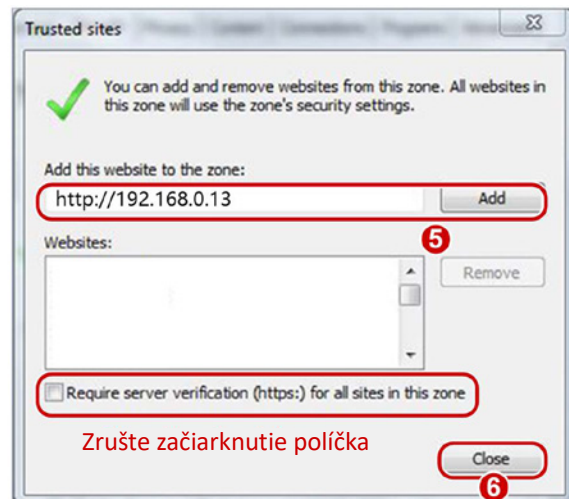 Trusted sites
You can add and remove websites from this zone. All websites in
this zone will use the zone's security settings.
Add this website to the zone:
http://192.168.0.13
Add
5
Websites:
Remove
Require server verification (https:) for all sites in this zone
Zrušte začiarknutie políčka
Close
6